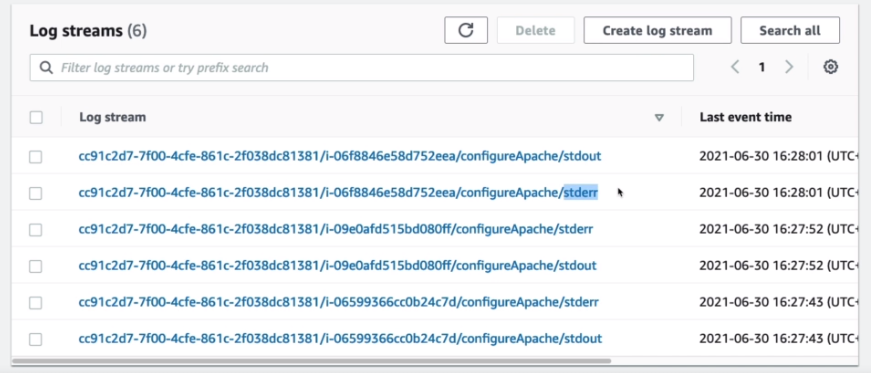 Log streams (6)
Delete
Create log stream
Search all
Filter log streams or try prefix search
1
Log stream
Last event time
cc91c2d7-7f00-4cfe-861c-2f038dc81381/i-06f8846e58d752eea/configureApache/stdout
2021-06-30 16:28:01 (UTC+
cc91c2d7-7f00-4cfe-861c-2f038dc81381/i-06f8846e58d752eea/configureApache/stderr
2021-06-30 16:28:01 (UTC+
cc91c2d7-7f00-4cfe-861c-2f038dc81381/i-09e0afd515bd080ff/configureApache/stderr
2021-06-30 16:27:52 (UTC+
cc91c2d7-7f00-4cfe-861c-2f038dc81381/i-09e0afd515bd080ff/configureApache/stdout
2021-06-30 16:27:52 (UTC+
cc91c2d7-7f00-4cfe-861c-2f038dc81381/i-06599366cc0b24c7d/configureApache/stderr
2021-06-30 16:27:43 (UTC+
cc91c2d7-7f00-4cfe-861c-2f038dc81381/i-06599366cc0b24c7d/configureApache/stdout
2021-06-30 16:27:43 (UTC+